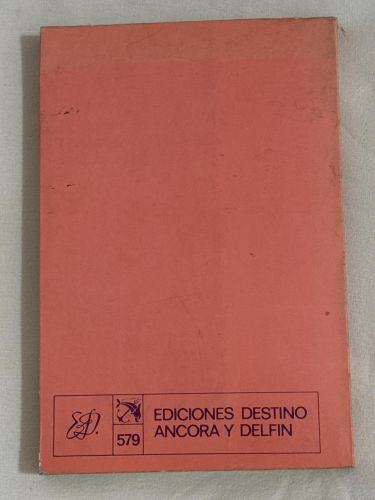 ED.
579
EDICIONES DESTINO
ANCORA Y DELFIN